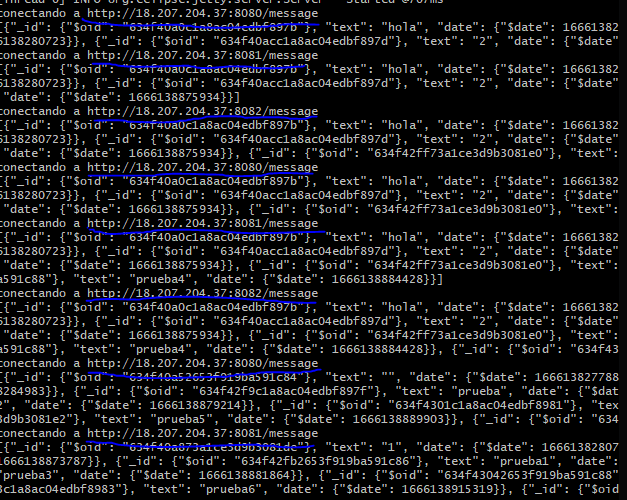 conectando a http://18.207.204.37:8080/message
[{"_id": {"$oid": "634f40a0c1a8ac04edbf897b"}, "text": "hola", "date": {"$date": 16661382
6138280723}}, {"_id": {"$oid": "634f40acc1a8ac04edbf897d"}, "text": "2", "date": {"$date":
conectando a http://18.207.204.37:8081/message
[{"_id": {"$oid": "634f40a0c1a8ac04edbf897b"}, "text": "hola", "date": {"$date": 16661382
6138280723}}, {"_id": {"$oid": "634f40acc1a8ac04edbf897d"}, "text": "2", "date": {"$date":
"date": {"$date": 1666138875934}}]
conectando a http://18.207.204.37:8082/message
[{"_id": {"$oid": "634f40a0c1a8ac04edbf897b"}, "text": "hola", "date": {"$date": 16661382
6138280723}}, {"_id": {"$oid": "634f40acc1a8ac04edbf897d"}, "text": "2", "date": {"$date":
"date": {"$date": 1666138875934}}, {"_id": {"$oid": "634f42ff73a1ce3d9b3081e0"}, "text":
conectando a http://18.207.204.37:8080/message
[{"_id": {"$oid": "634f40a0c1a8ac04edbf897b"}, "text": "hola", "date": {"$date": 16661382
6138280723}}, {"_id": {"$oid": "634f40acc1a8ac04edbf897d"}, "text": "2", "date": {"$date":
"date": {"$date": 1666138875934}}, {"_id": {"$oid": "634f42ff73a1ce3d9b3081e0"}, "text":
conectando a http://18.207.204.37:8081/message
[{"_id": {"$oid": "634f40a0c1a8ac04edbf897b"}, "text": "hola", "date": {"$date": 16661382
6138280723}}, {"_id": {"$oid": "634f40acc1a8ac04edbf897d"}, "text": "2", "date": {"$date":
"date": {"$date": 1666138875934}}, {"_id": {"$oid": "634f42ff73a1ce3d9b3081e0"}, "text":
a591c88"}, "text": "prueba4", "date": {"$date": 1666138884428}}]
conectando a http://18.207.204.37:8082/message
[{"_id": {"$oid": "634f40a0c1a8ac04edbf897b"}, "text": "hola", "date": {"$date": 16661382
6138280723}}, {"_id": {"$oid": "634f40acc1a8ac04edbf897d"}, "text": "2", "date": {"$date":
"date": {"$date": 1666138875934}}, {"_id": {"$oid": "634f42ff73a1ce3d9b3081e0"}, "text":
a591c88"}, "text": "prueba4", "date": {"$date": 1666138884428}}, {"_id": {"$oid": "634f43
conectando a http://18.207.204.37:8080/message
[{"_id": {"$oid": "634f40a52653f919ba591c84"}, "text": "", "date": {"$date": 166613827788
8284983}}, {"_id": {"$oid": "634f42f9c1a8ac04edbf897f"}, "text": "prueba", "date": {"$da
2", "date": {"$date": 1666138879214}}, {"_id": {"$oid": "634f4301c1a8ac04edbf8981"}, "tex
3d9b3081e2"}, "text": "prueba5", "date": {"$date": 1666138889903}}, {"_id": {"$oid": "634
conectando a http://18.207.204.37:8081/message
[{"_id": {"$oid": "634f40a873a1ce3d9b3081de"}, "text": "1", "date": {"$date": 16661382807
1666138873787}}, {"_id": {"$oid": "634f42fb2653f919ba591c86"}, "text": "prueba1", "date":
"prueba3", "date": {"$date": 1666138881864}}, {"_id": {"$oid": "634f43042653f919ba591c88"
8c1a8ac04edbf8983"}, "text": "prueba6", "date": {"$date": 1666138915319}}, {"_id": {"$oid